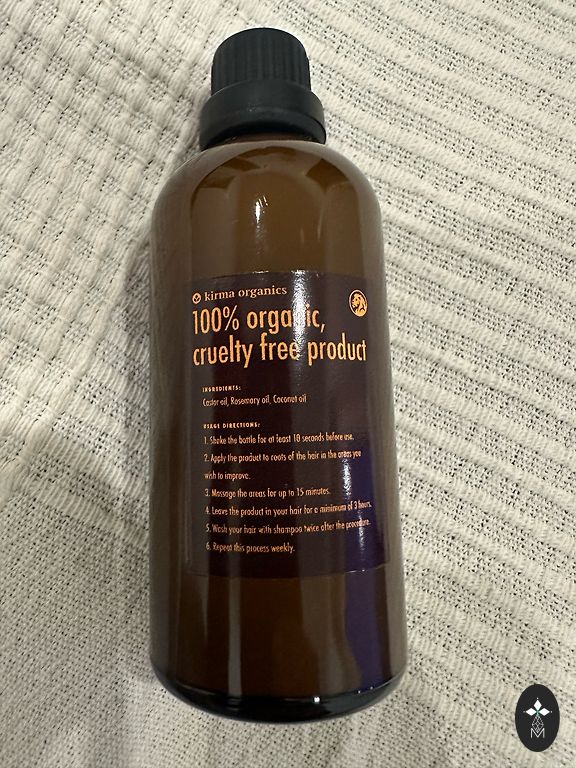 kirma organics
100% organic,
cruelty free product
INGREDIENTS:
Castor oil, Rosemary oil, Coconut oil
USAGE DIRECTIONS:
1. Shake the bottle for at least 10 seconds before use.
2. Apply the product to roots of the hair in the areas you
wish to improve.
3. Massage the areas for up to 15 minutes.
4. Leave the product in your hair for a minimum of 3 hours.
5. Wash your hair with shampoo twice after the procedure.
6. Repeat this process weekly.
M